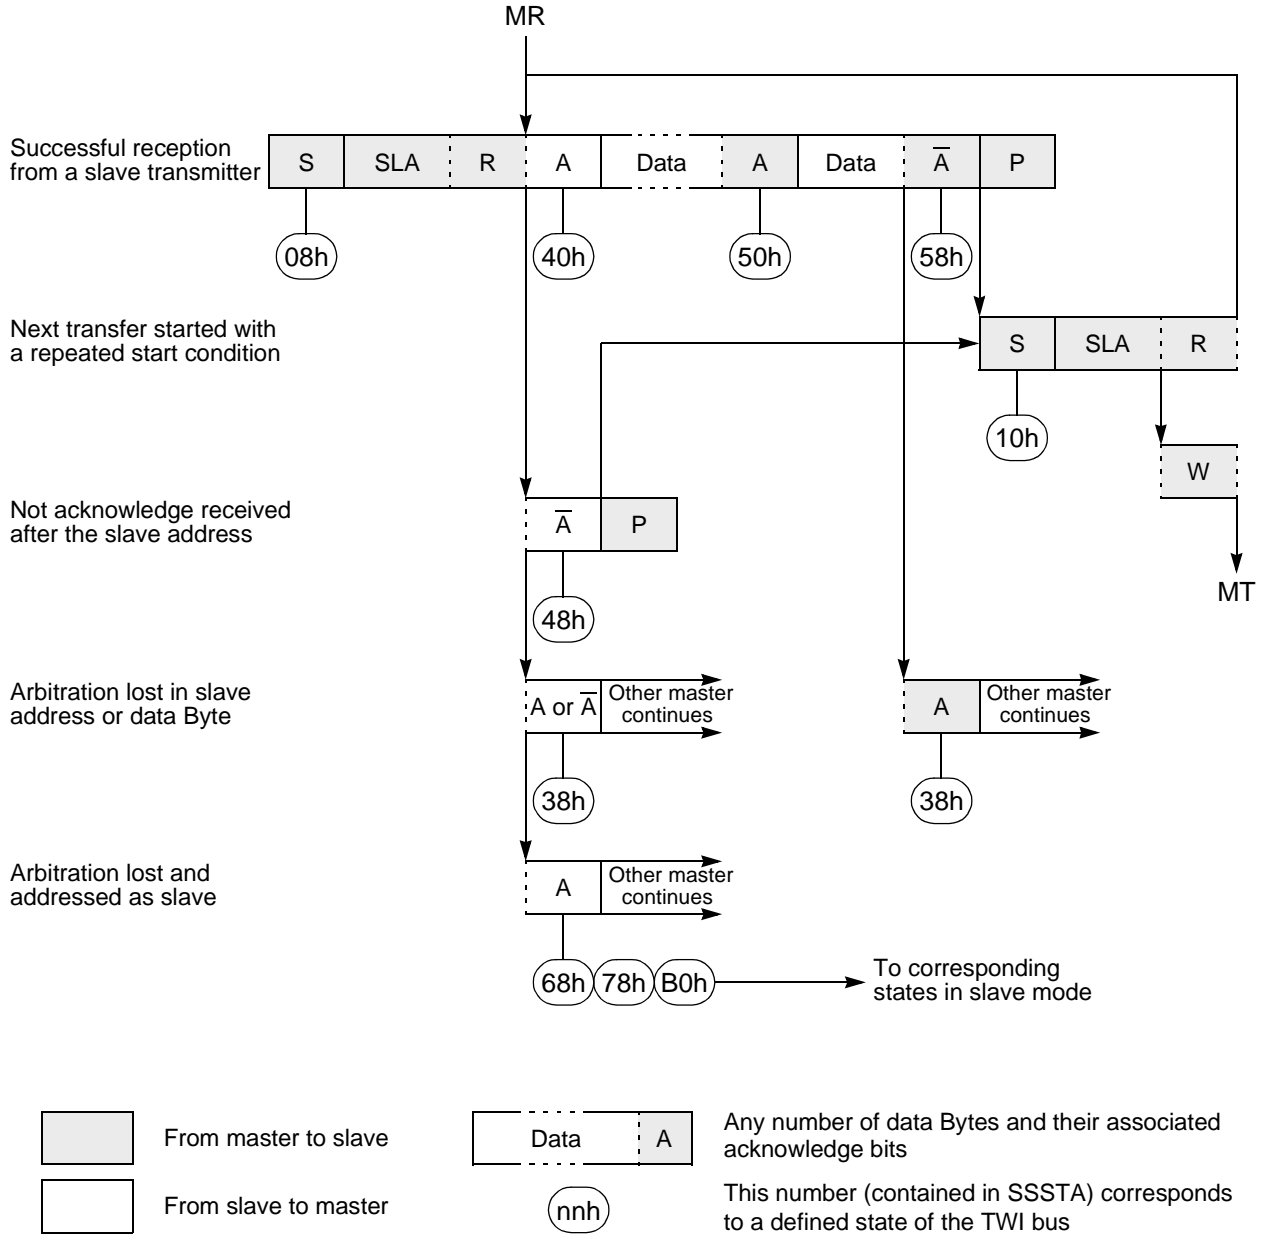 MR
Successful reception
from a slave transmitter
S SLA R A Data A Data A̅ P
08h 40h 50h 58h
Next transfer started with
a repeated start condition
S SLA R
10h
W
MT
Not acknowledge received
after the slave address
A̅ P
48h
Arbitration lost in slave
address or data Byte
A or A̅
Other master
continues
A
Other master
continues
38h 38h
Arbitration lost and
addressed as slave
A
Other master
continues
68h 78h B0h
To corresponding
states in slave mode
From master to slave
Data A
Any number of data Bytes and their associated
acknowledge bits
From slave to master
nnh
This number (contained in SSSTA) corresponds
to a defined state of the TWI bus